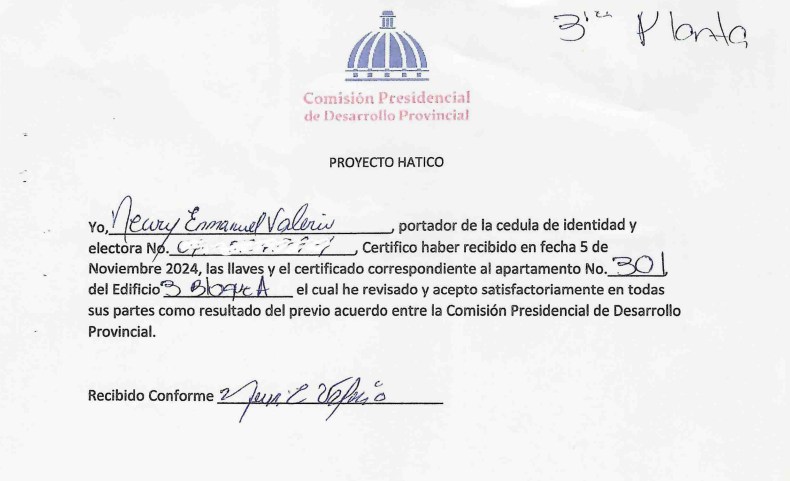 3ra Planta
Comisión Presidencial
de Desarrollo Provincial
PROYECTO HATICO
Yo, Neury Enmanuel Valerio, portador de la cedula de identidad y
electora No. , Certifico haber recibido en fecha 5 de
Noviembre 2024, las llaves y el certificado correspondiente al apartamento No. 301
del Edificio 3 Bloque A el cual he revisado y acepto satisfactoriamente en todas
sus partes como resultado del previo acuerdo entre la Comisión Presidencial de Desarrollo
Provincial.
Recibido Conforme